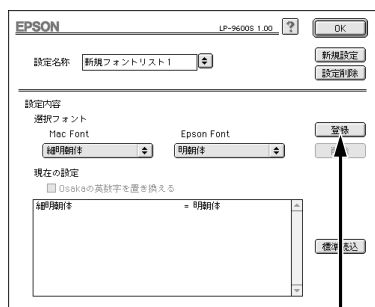 EPSON
LP-9600S 1.00
?
OK
設定名称
新規フォントリスト1
新規設定
設定削除
設定内容
選択フォント
Mac Font
Epson Font
登録
細明朝体
明朝体
現在の設定
Osakaの英数字を置き換える
細明朝体 = 明朝体
標準 込